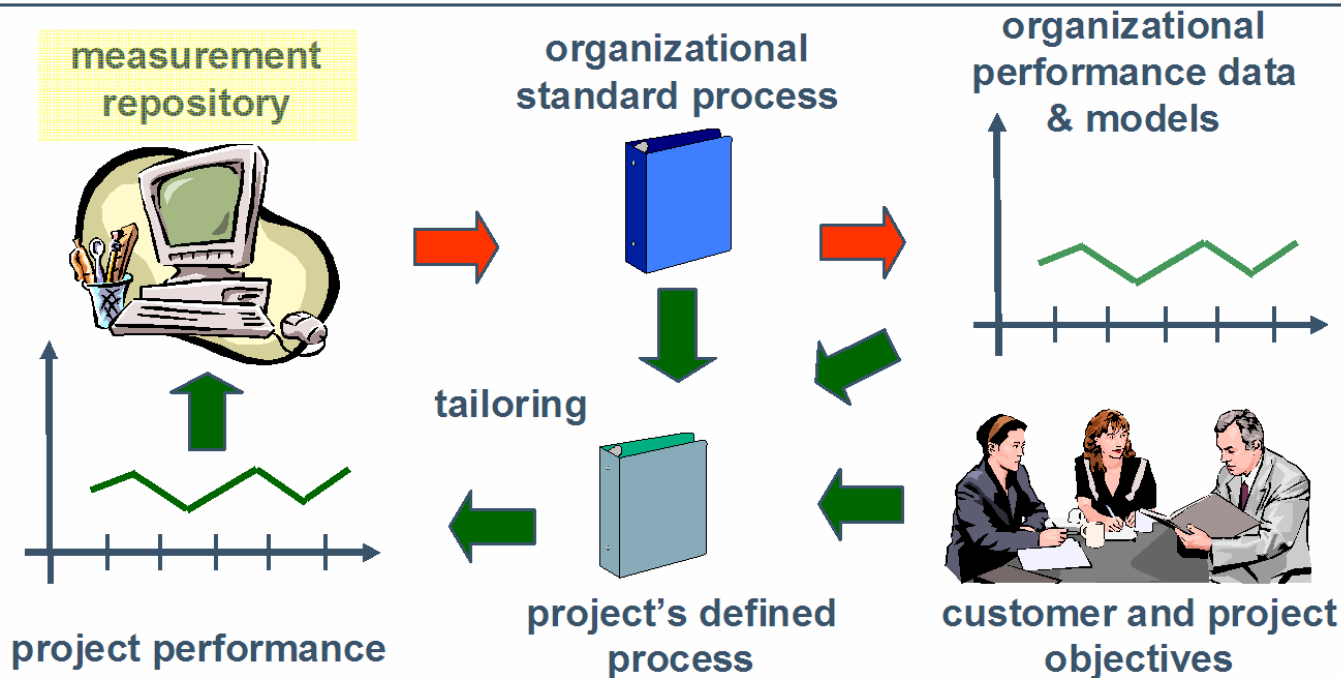 measurement
repository
organizational
standard process
organizational
performance data
& models
tailoring
project performance
project's defined
process
customer and project
objectives